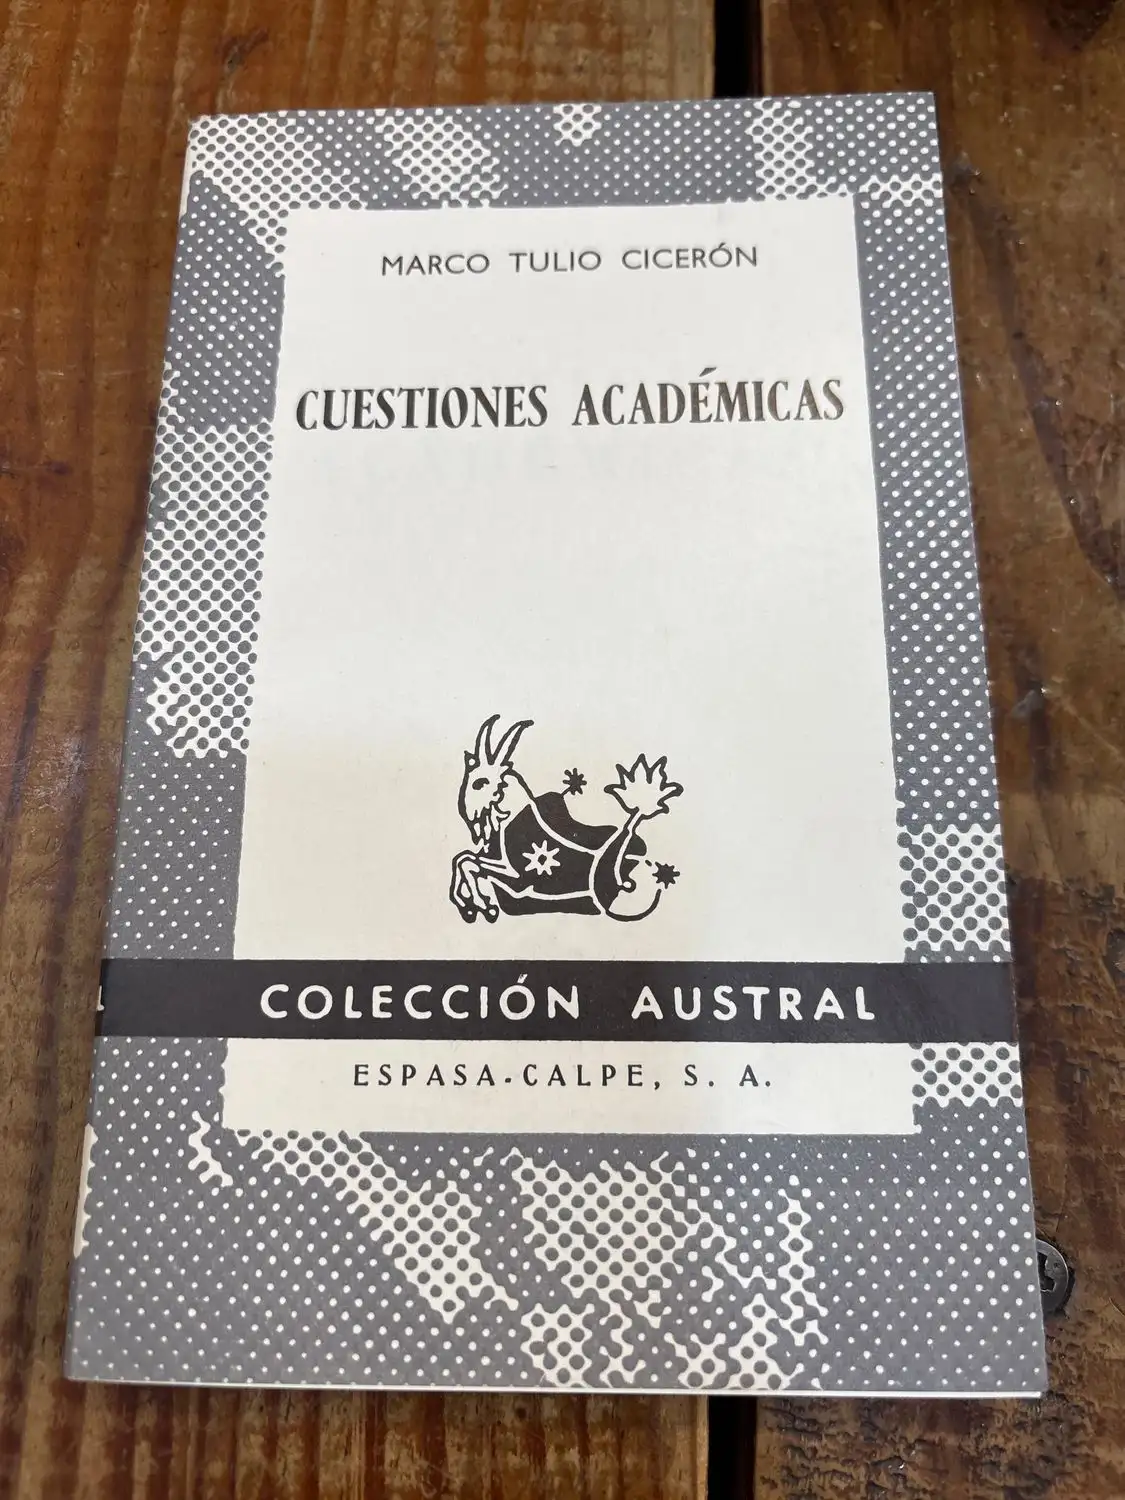 MARCO TULIO CICERÓN
CUESTIONES ACADÉMICAS
COLECCIÓN AUSTRAL
ESPASA-CALPE, S. A.